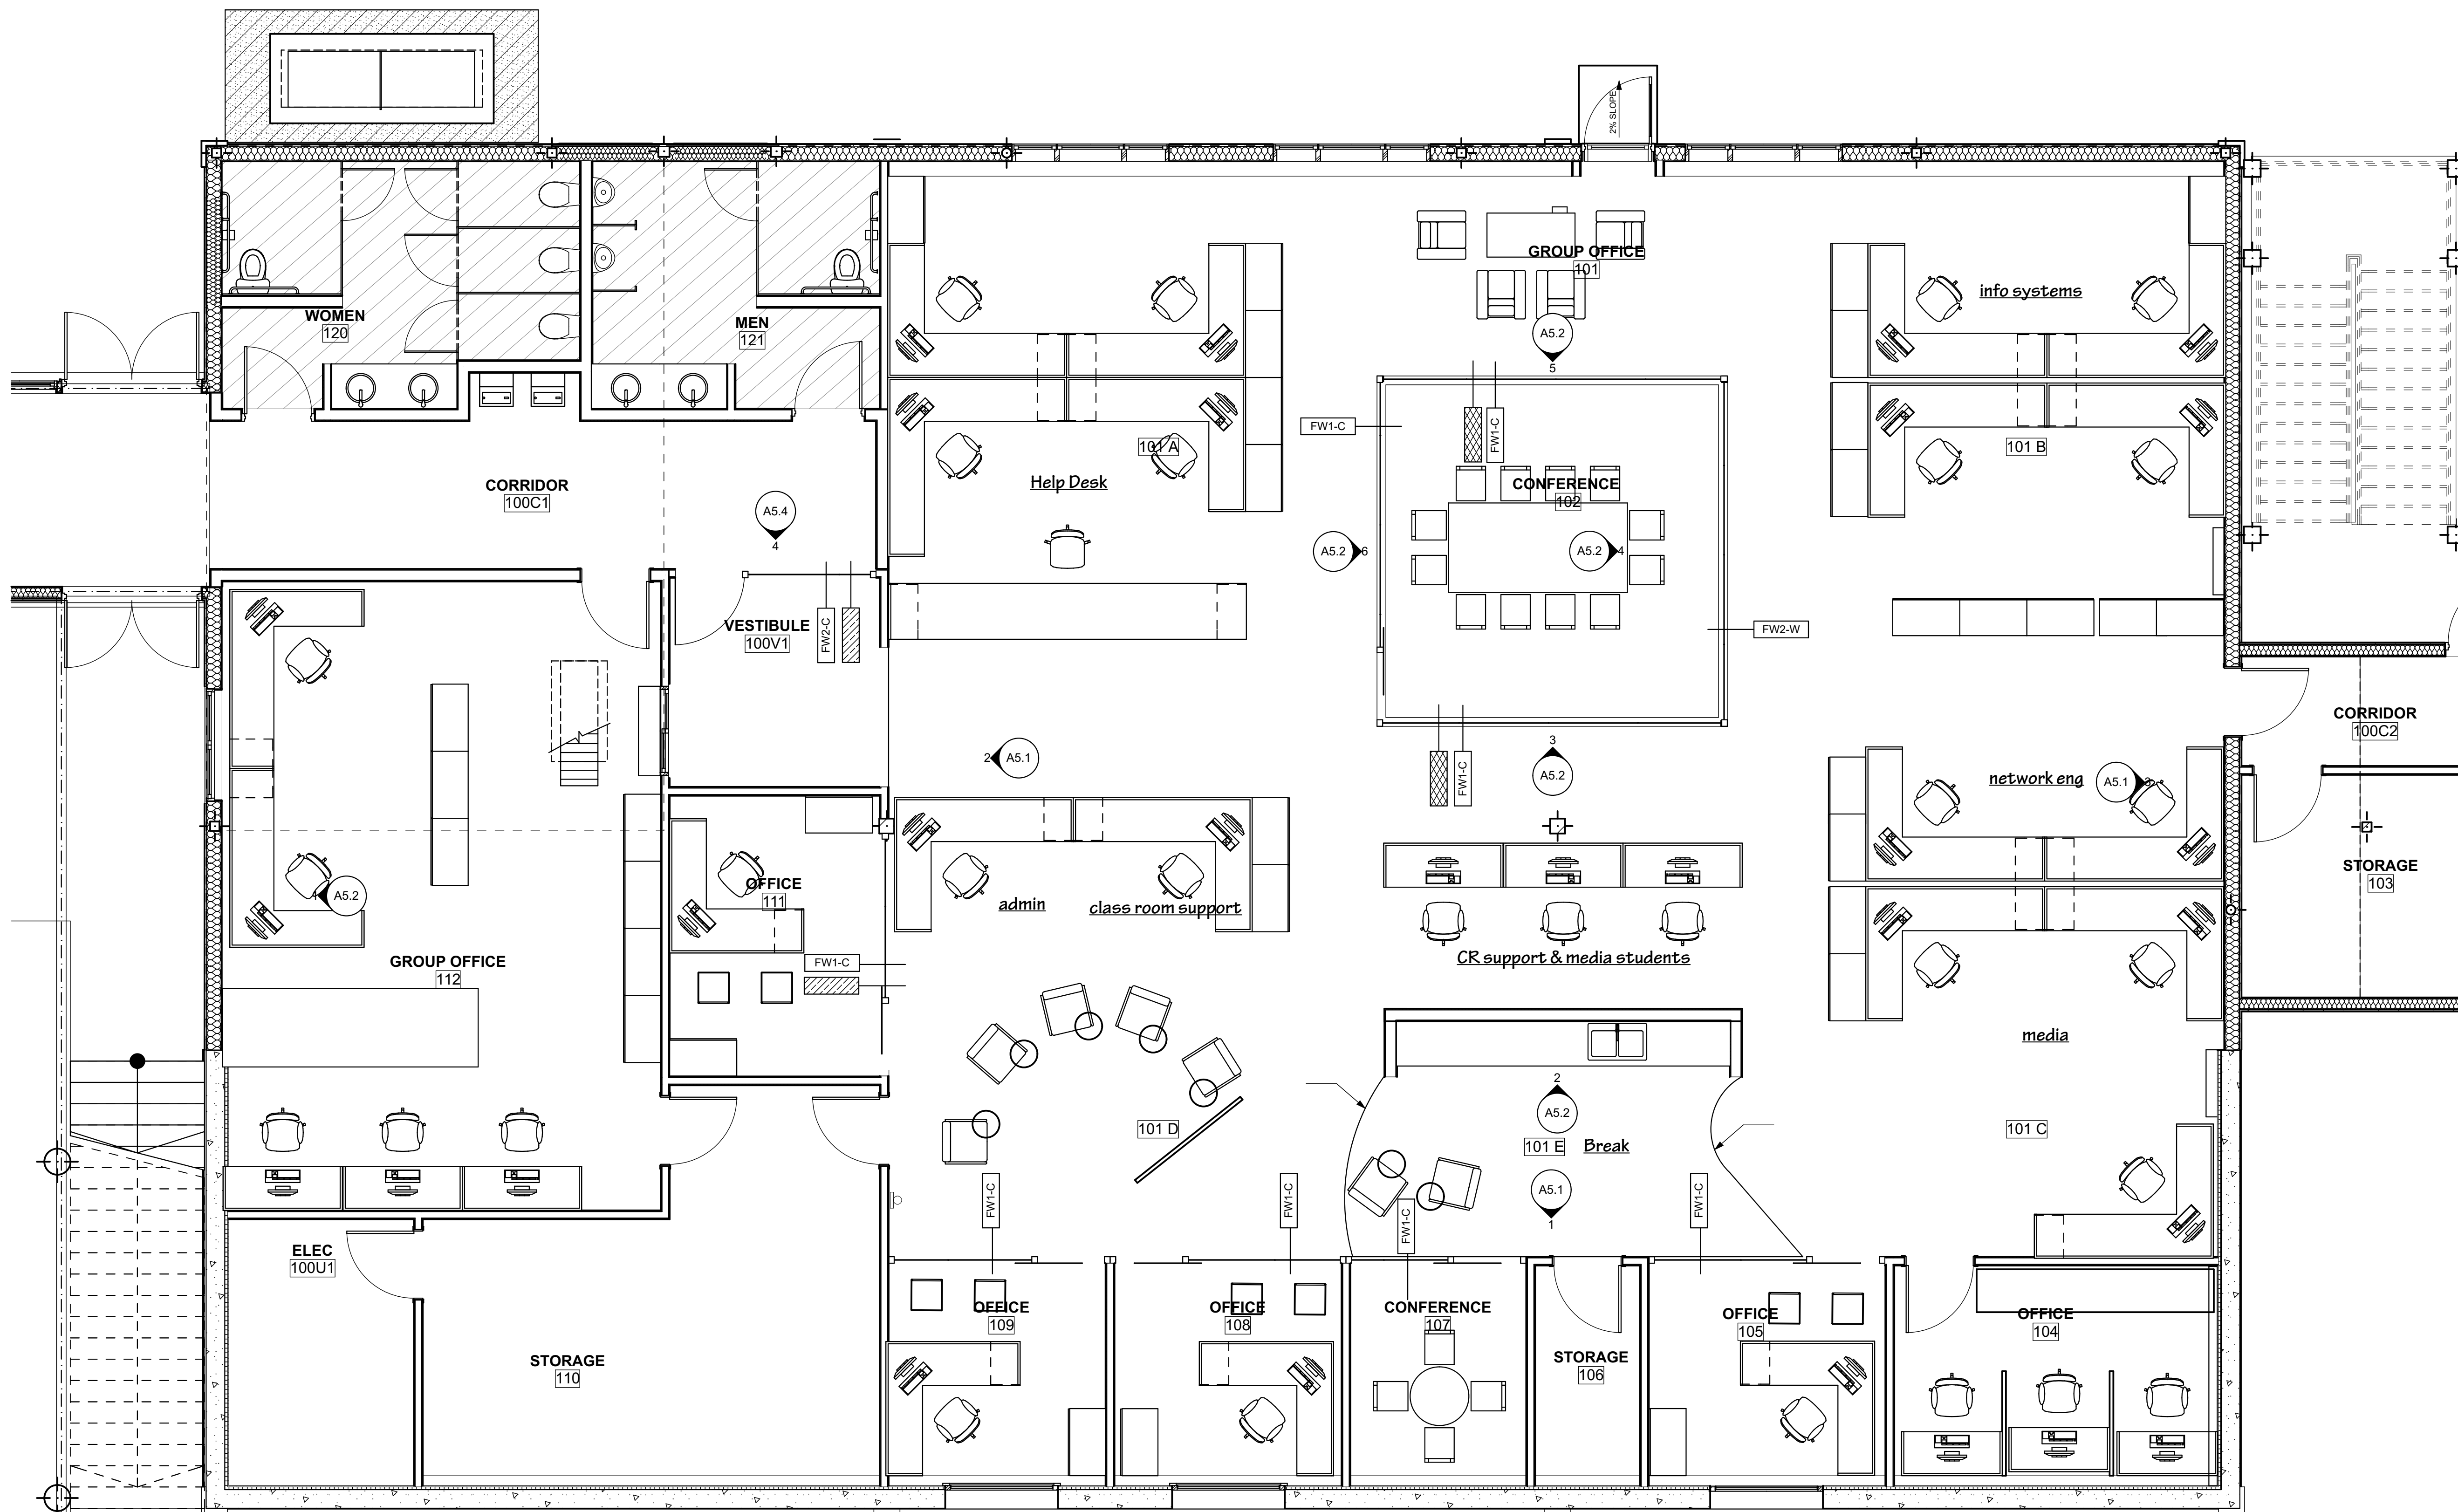 2% SLOPE
GROUP OFFICE
101
info systems
WOMEN
120
MEN
121
A5.2
5
FW1-C
FW1-C
101 A
101 B
Help Desk
CORRIDOR
100C1
CONFERENCE
102
A5.4
4
A5.2
6
A5.2
4
VESTIBULE
100V1
FW2-C
FW2-W
CORRIDOR
100C2
2
A5.1
3
A5.2
FW1-C
network eng
A5.1
STORAGE
103
OFFICE
111
A5.2
admin
class room support
GROUP OFFICE
112
FW1-C
CR support & media students
media
2
A5.2
101 D
101 E
Break
101 C
A5.1
1
FW1-C
FW1-C
FW1-C
FW1-C
ELEC
100U1
OFFICE
109
OFFICE
108
CONFERENCE
107
OFFICE
105
OFFICE
104
STORAGE
110
STORAGE
106